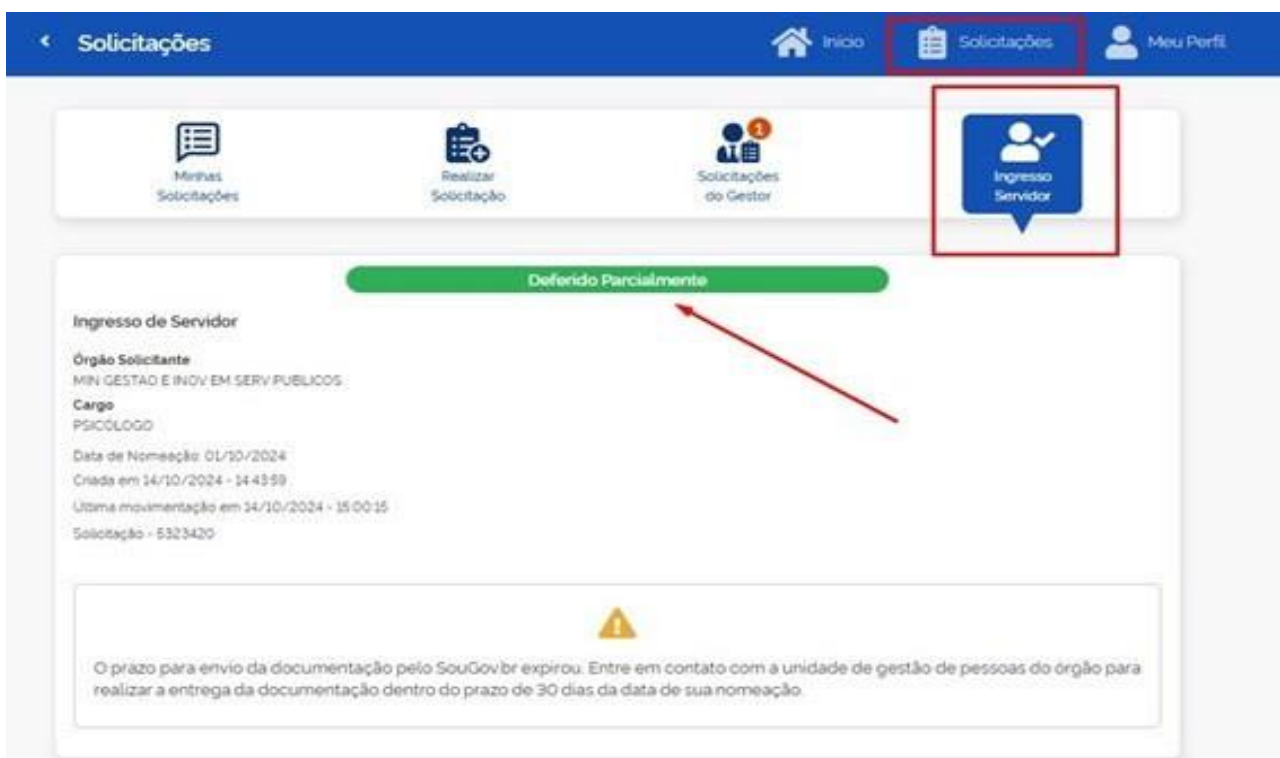 Solicitações
Início
Solicitações
Meu Perfil
Minhas
Solicitações
Realizar
Solicitação
1
Solicitações
do Gestor
Ingresso
Servidor
Deferido Parcialmente
Ingresso de Servidor
Órgão Solicitante
MIN GESTAO E INOV EM SERV PUBLICOS
Cargo
PSICÓLOGO
Data de Nomeação: 01/10/2024
Criada em 14/10/2024 - 14:43:59
Última movimentação em 14/10/2024 - 15:00:15
Solicitação - 5323420
O prazo para envio da documentação pelo SouGov.br expirou. Entre em contato com a unidade de gestão de pessoas do órgão para
realizar a entrega da documentação dentro do prazo de 30 dias da data de sua nomeação.